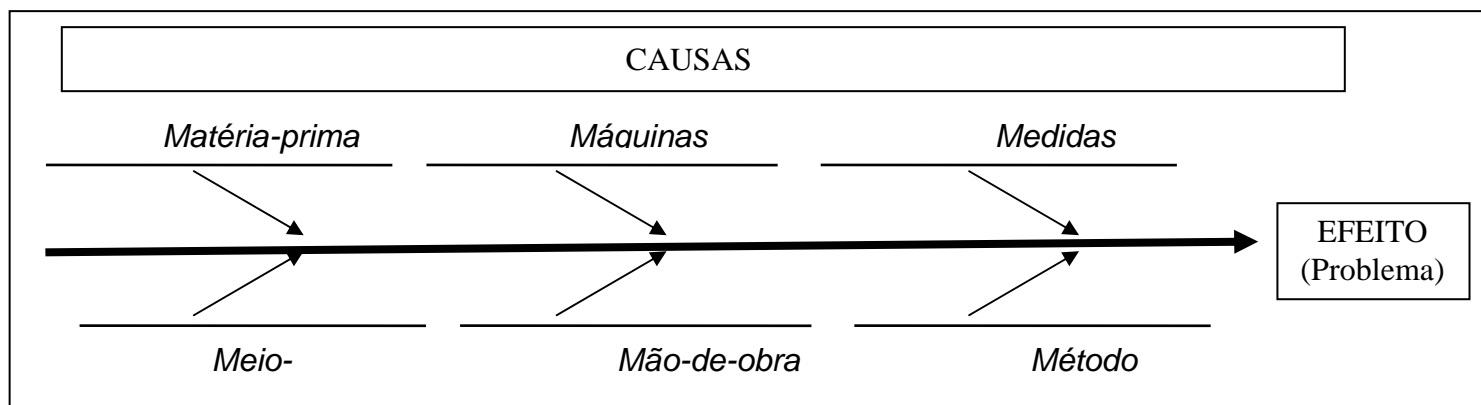 CAUSAS
Matéria-prima Máquinas Medidas
EFEITO
(Problema)
Meio- Mão-de-obra Método